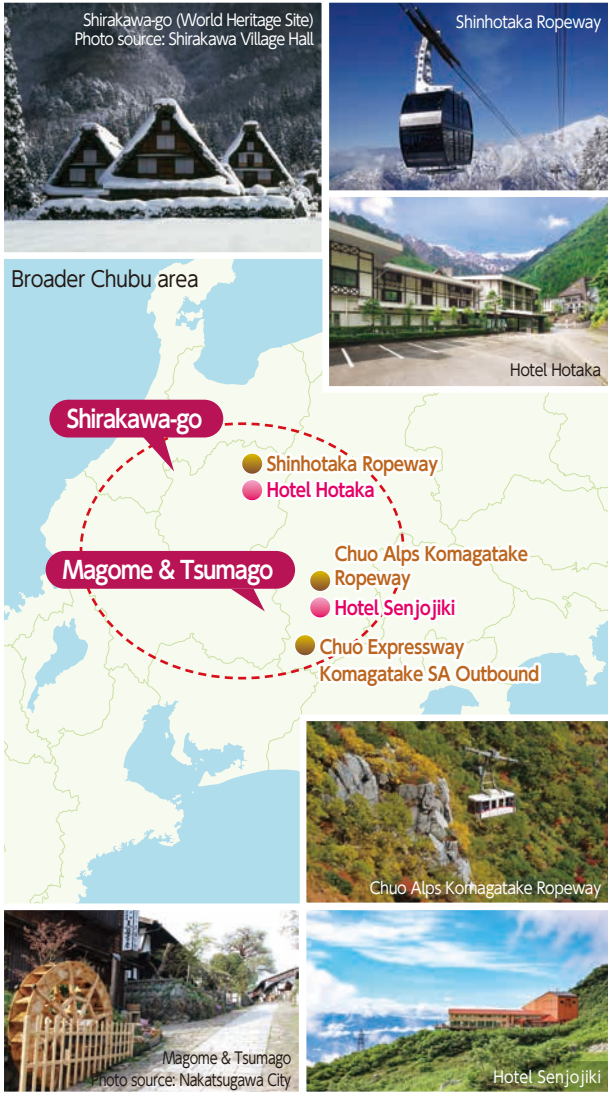 Shirakawa-go (World Heritage Site)
Photo source: Shirakawa Village Hall
Shinhotaka Ropeway
Hotel Hotaka
Broader Chubu area
Shirakawa-go
Shinhotaka Ropeway
Hotel Hotaka
Magome & Tsumago
Chuo Alps Komagatake
Ropeway
Hotel Senjojiki
Chuo Expressway
Komagatake SA Outbound
Chuo Alps Komagatake Ropeway
Magome & Tsumago
Photo source: Nakatsugawa City
Hotel Senjojiki